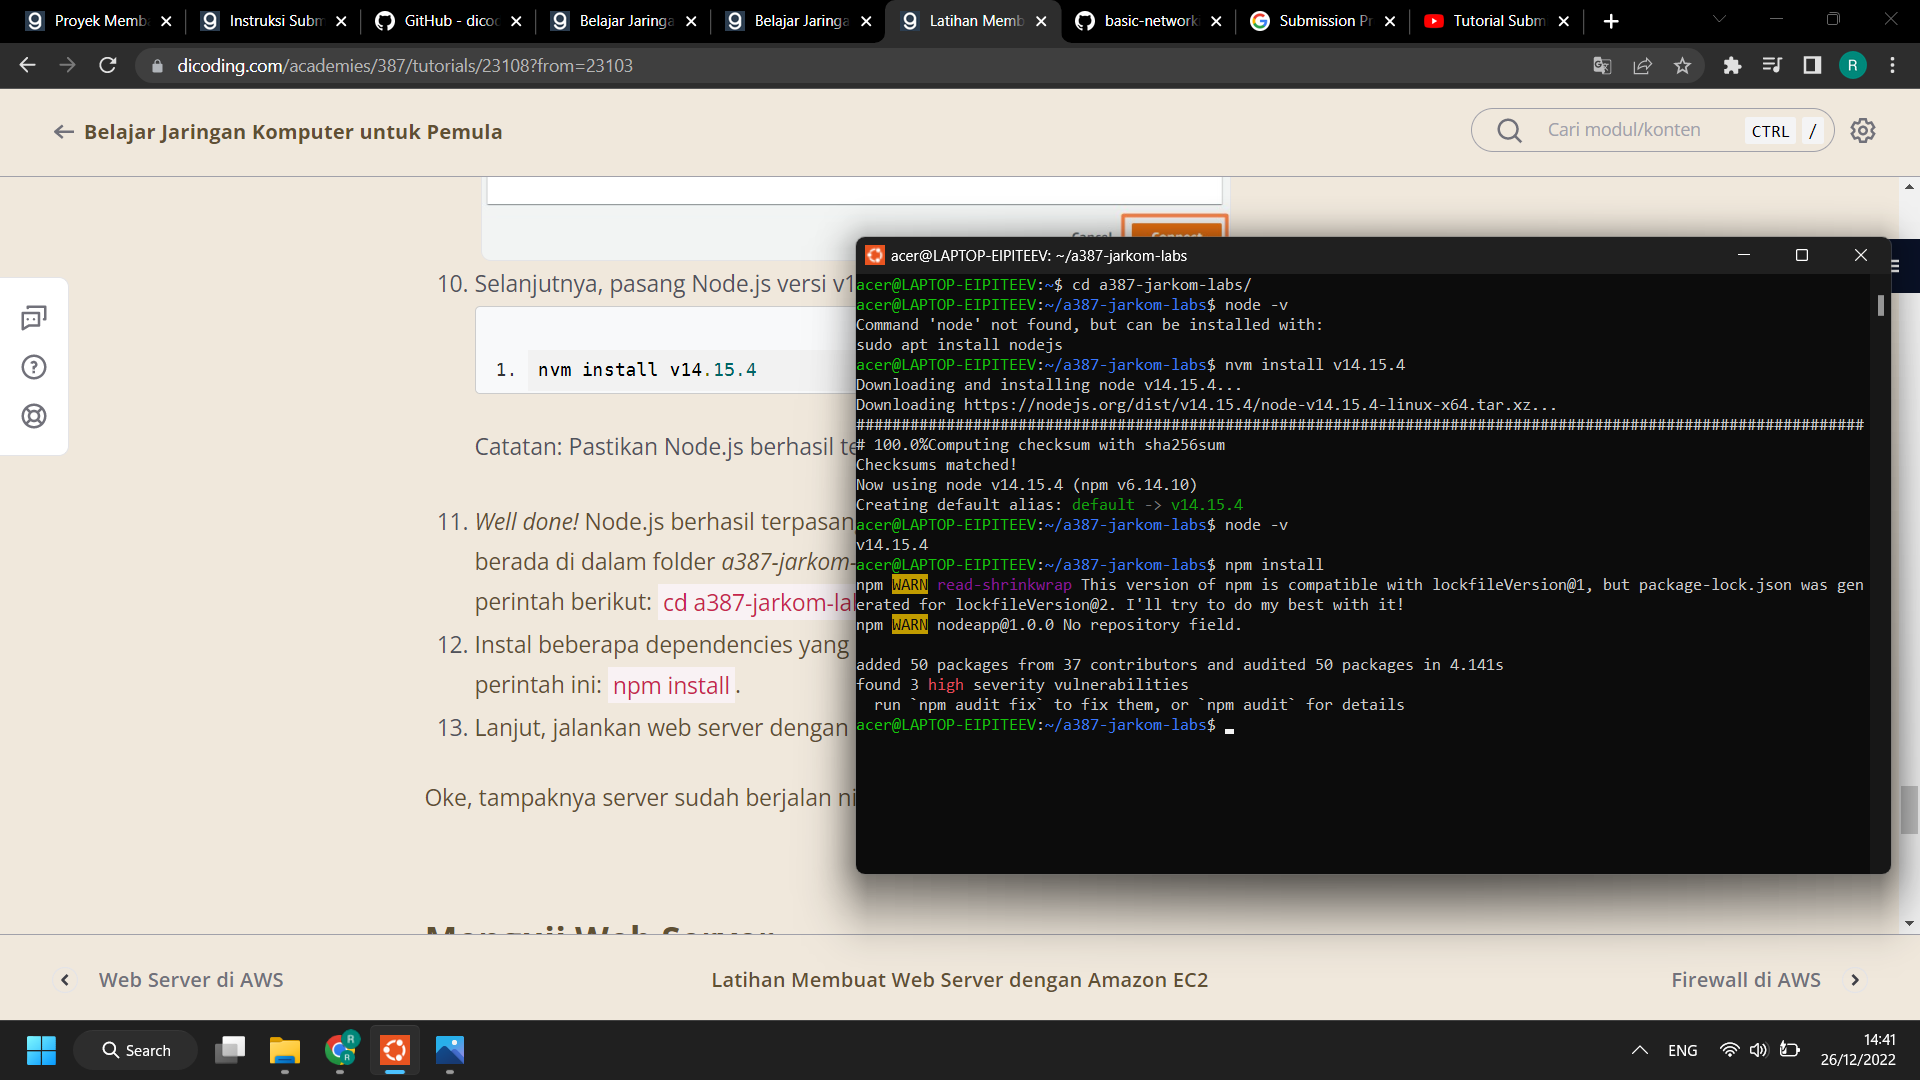 Proyek Memba
Instruksi Subm
GitHub - dico
Belajar Jaringa
Belajar Jaringa
Latihan Memb
basic-network
Submission Pr
Tutorial Subm
dicoding.com/academies/387/tutorials/23108?from=23103
R
← Belajar Jaringan Komputer untuk Pemula
Cari modul/konten
CTRL
/
10. Selanjutnya, pasang Node.js versi v1
1. nvm install v14.15.4
Catatan: Pastikan Node.js berhasil te
11. Well done! Node.js berhasil terpasan
berada di dalam folder a387-jarkom-
perintah berikut: cd a387-jarkom-la
12. Instal beberapa dependencies yang
perintah ini: npm install .
13. Lanjut, jalankan web server dengan
Oke, tampaknya server sudah berjalan ni
Menguji Web Server
acer@LAPTOP-EIPITEEV: ~/a387-jarkom-labs
acer@LAPTOP-EIPITEEV:~$ cd a387-jarkom-labs/
acer@LAPTOP-EIPITEEV:~/a387-jarkom-labs$ node -v
Command 'node' not found, but can be installed with:
sudo apt install nodejs
acer@LAPTOP-EIPITEEV:~/a387-jarkom-labs$ nvm install v14.15.4
Downloading and installing node v14.15.4...
Downloading https://nodejs.org/dist/v14.15.4/node-v14.15.4-linux-x64.tar.xz...
################################################################################################################
# 100.0%Computing checksum with sha256sum
Checksums matched!
Now using node v14.15.4 (npm v6.14.10)
Creating default alias: default -> v14.15.4
acer@LAPTOP-EIPITEEV:~/a387-jarkom-labs$ node -v
v14.15.4
acer@LAPTOP-EIPITEEV:~/a387-jarkom-labs$ npm install
npm WARN read-shrinkwrap This version of npm is compatible with lockfileVersion@1, but package-lock.json was gen
erated for lockfileVersion@2. I'll try to do my best with it!
npm WARN nodeapp@1.0.0 No repository field.
added 50 packages from 37 contributors and audited 50 packages in 4.141s
found 3 high severity vulnerabilities
run `npm audit fix` to fix them, or `npm audit` for details
acer@LAPTOP-EIPITEEV:~/a387-jarkom-labs$
Web Server di AWS
Latihan Membuat Web Server dengan Amazon EC2
Firewall di AWS
Search
ENG
14:41
26/12/2022